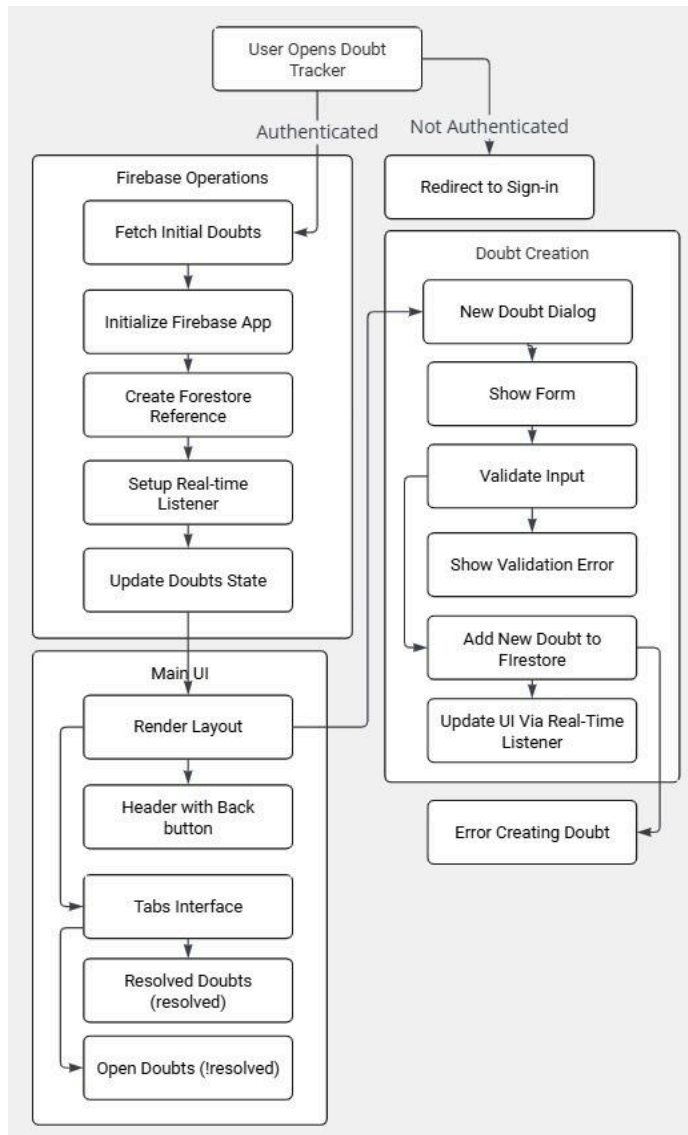 User Opens Doubt
Tracker
Authenticated
Not Authenticated
Firebase Operations
Fetch Initial Doubts
Initialize Firebase App
Create Forestore
Reference
Setup Real-time
Listener
Update Doubts State
Main UI
Render Layout
Header with Back
button
Tabs Interface
Resolved Doubts
(resolved)
Open Doubts (!resolved)
Redirect to Sign-in
Doubt Creation
New Doubt Dialog
Show Form
Validate Input
Show Validation Error
Add New Doubt to
FIrestore
Update UI Via Real-Time
Listener
Error Creating Doubt